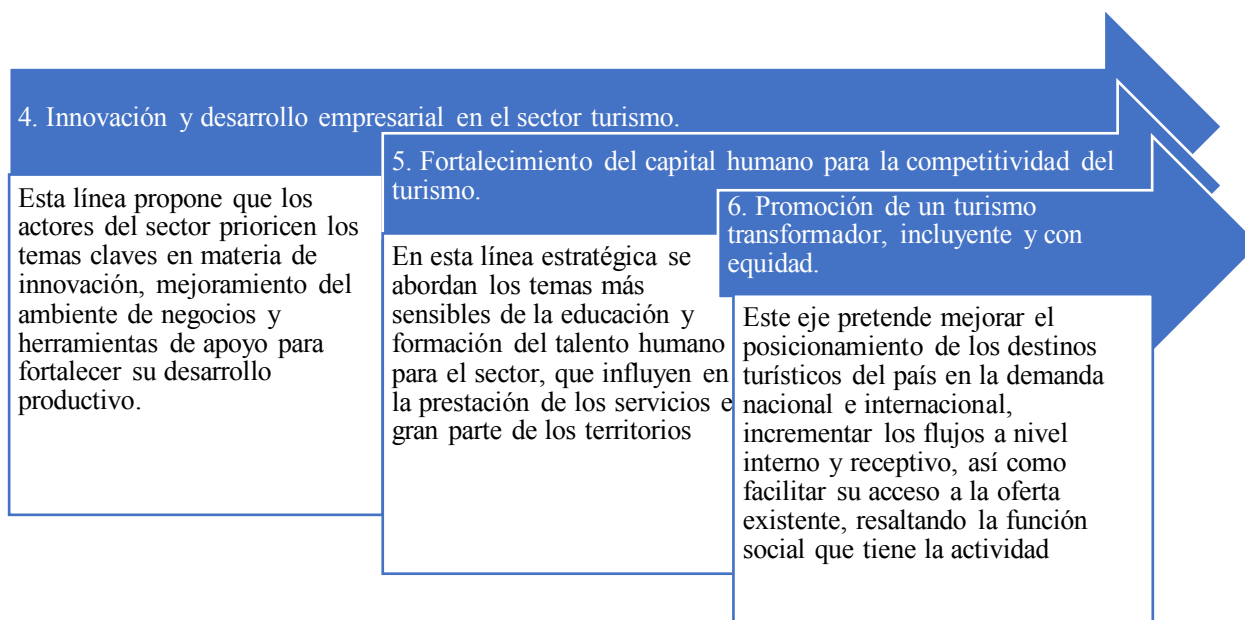 4. Innovación y desarrollo empresarial en el sector turismo.
Esta línea propone que los
actores del sector prioricen los
temas claves en materia de
innovación, mejoramiento del
ambiente de negocios y
herramientas de apoyo para
fortalecer su desarrollo
productivo.
5. Fortalecimiento del capital humano para la competitividad del
turismo.
En esta línea estratégica se
abordan los temas más
sensibles de la educación y
formación del talento humano
para el sector, que influyen en
la prestación de los servicios e
gran parte de los territorios
6. Promoción de un turismo
transformador, incluyente y con
equidad.
Este eje pretende mejorar el
posicionamiento de los destinos
turísticos del país en la demanda
nacional e internacional,
incrementar los flujos a nivel
interno y receptivo, así como
facilitar su acceso a la oferta
existente, resaltando la función
social que tiene la actividad